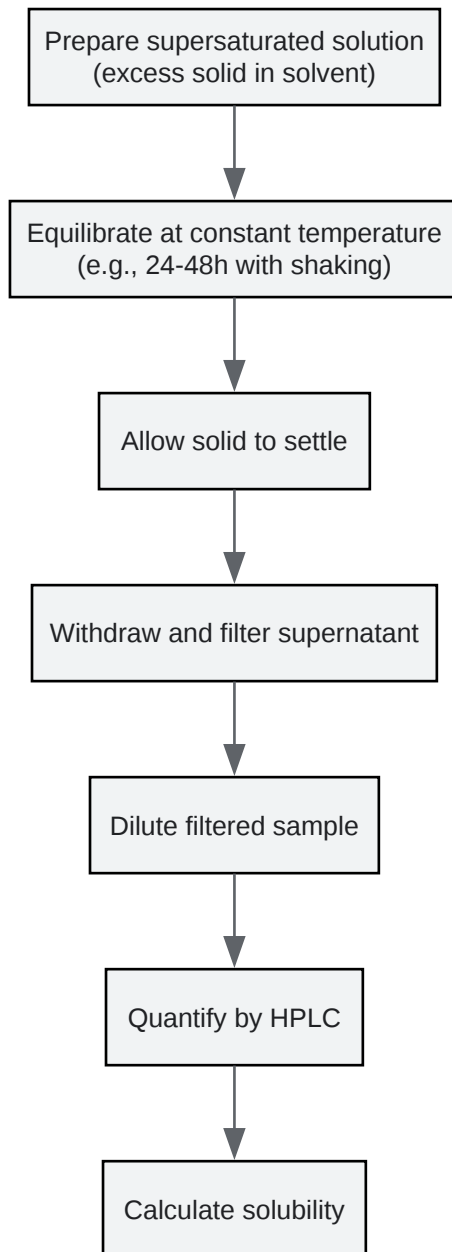 Prepare supersaturated solution
(excess solid in solvent)
Equilibrate at constant temperature
(e.g., 24-48h with shaking)
Allow solid to settle
Withdraw and filter supernatant
Dilute filtered sample
Quantify by HPLC
Calculate solubility